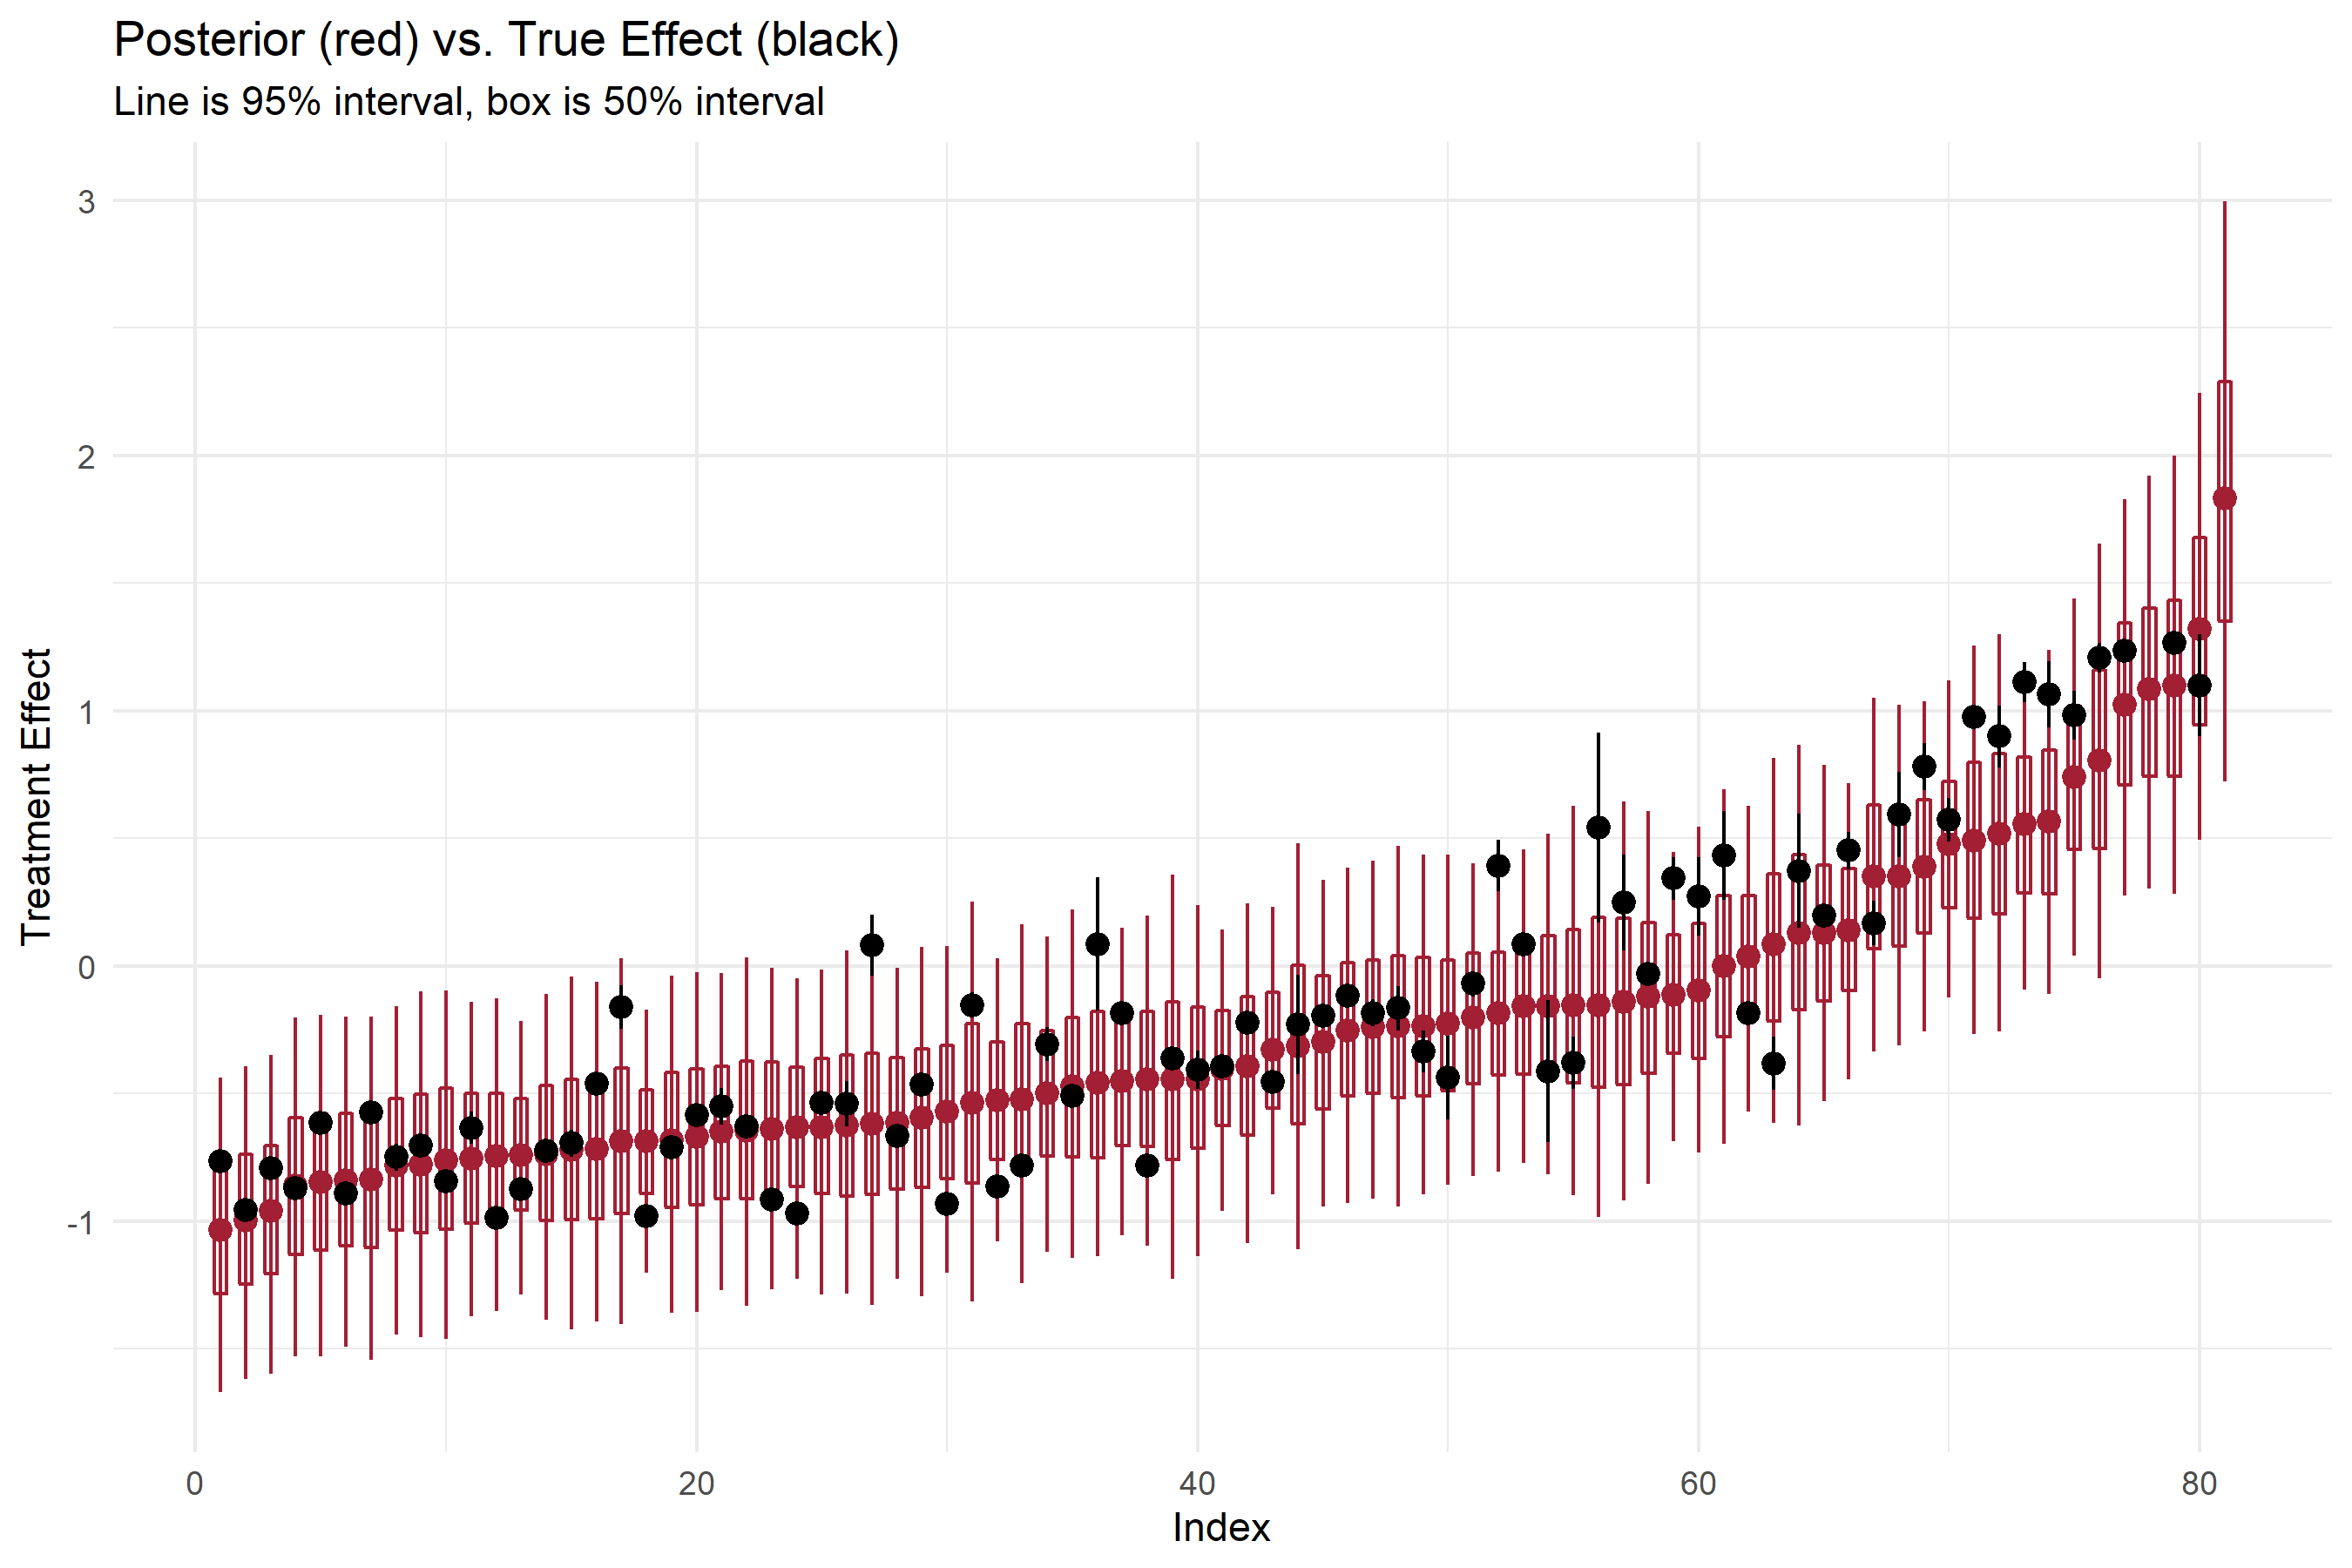 Posterior (red) vs. True Effect (black)
Line is 95% interval, box is 50% interval
Treatment Effect
3
2
1
0
-1
0
20
40
60
80
Index